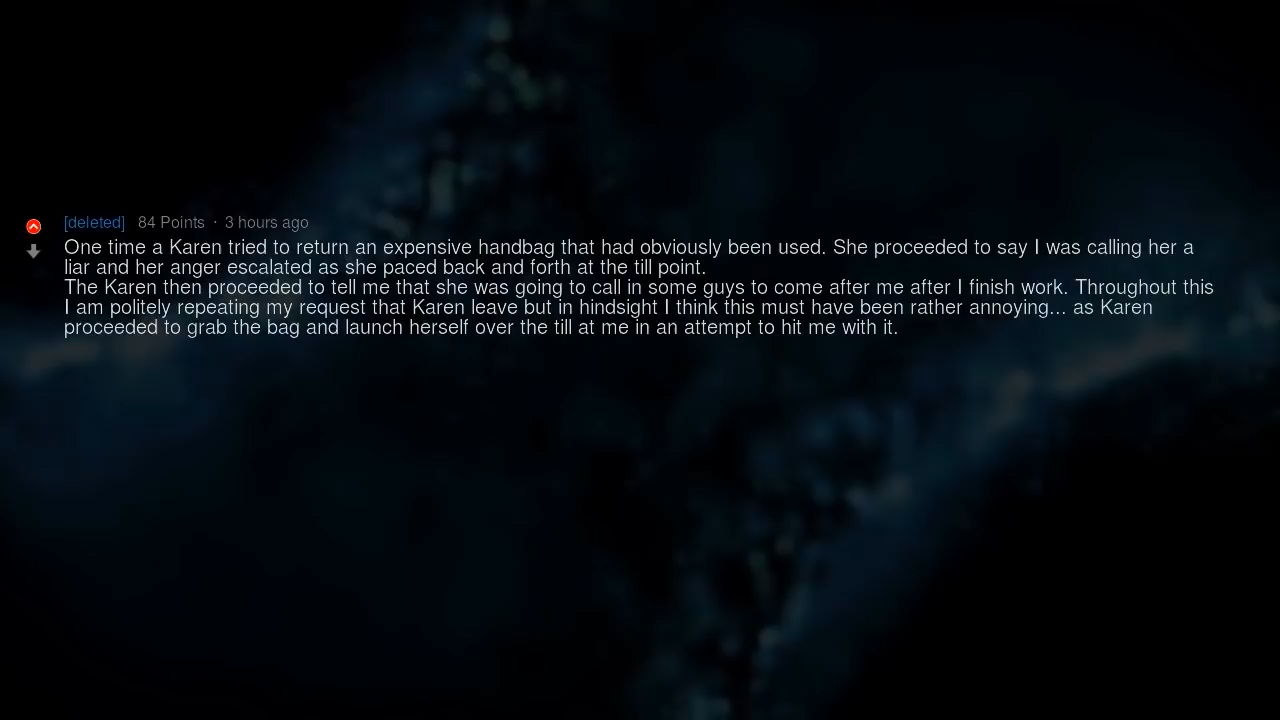 [deleted] 84 Points · 3 hours ago
One time a Karen tried to return an expensive handbag that had obviously been used. She proceeded to say I was calling her a
liar and her anger escalated as she paced back and forth at the till point.
The Karen then proceeded to tell me that she was going to call in some guys to come after me after I finish work. Throughout this
I am politely repeating my request that Karen leave but in hindsight I think this must have been rather annoying... as Karen
proceeded to grab the bag and launch herself over the till at me in an attempt to hit me with it.